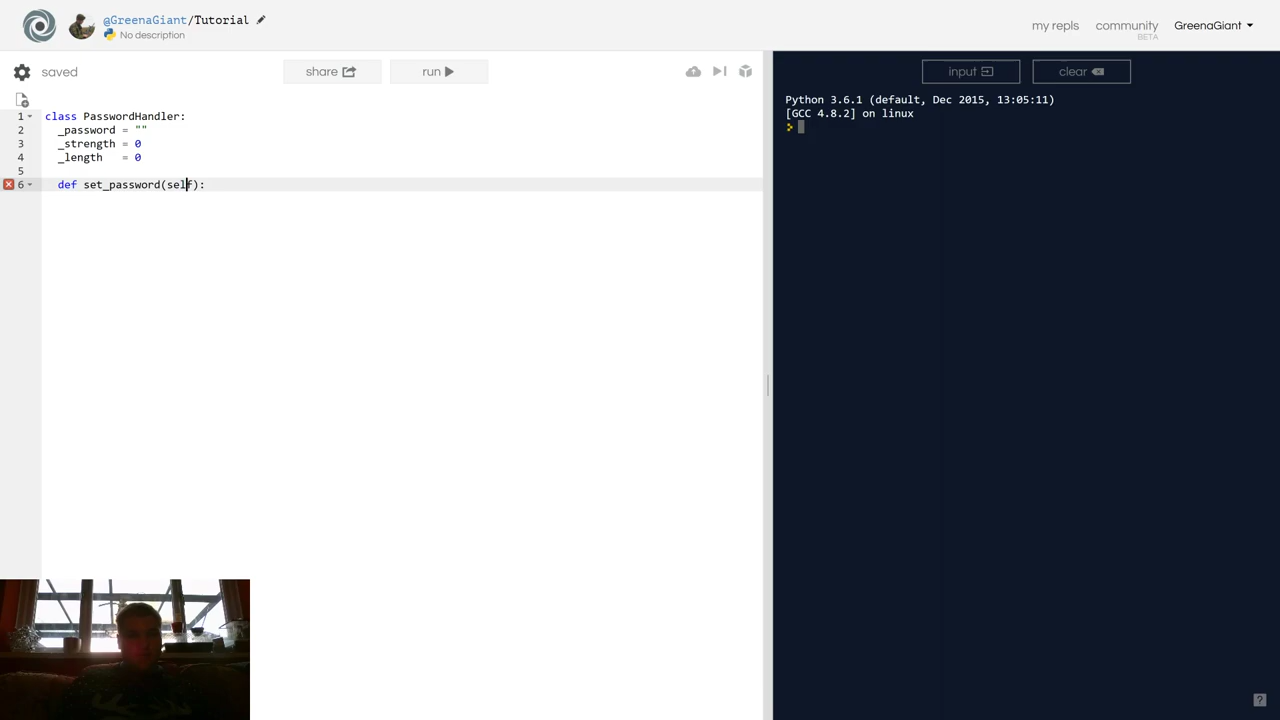 @GreenaGiant/Tutorial
No description
my repls
community
BETA
GreenaGiant
saved
share
run
input
clear
1 class PasswordHandler:
2 _password = ""
3 _strength = 0
4 _length   = 0
5
6 def set_password(self):
Python 3.6.1 (default, Dec 2015, 13:05:11)
[GCC 4.8.2] on linux
?